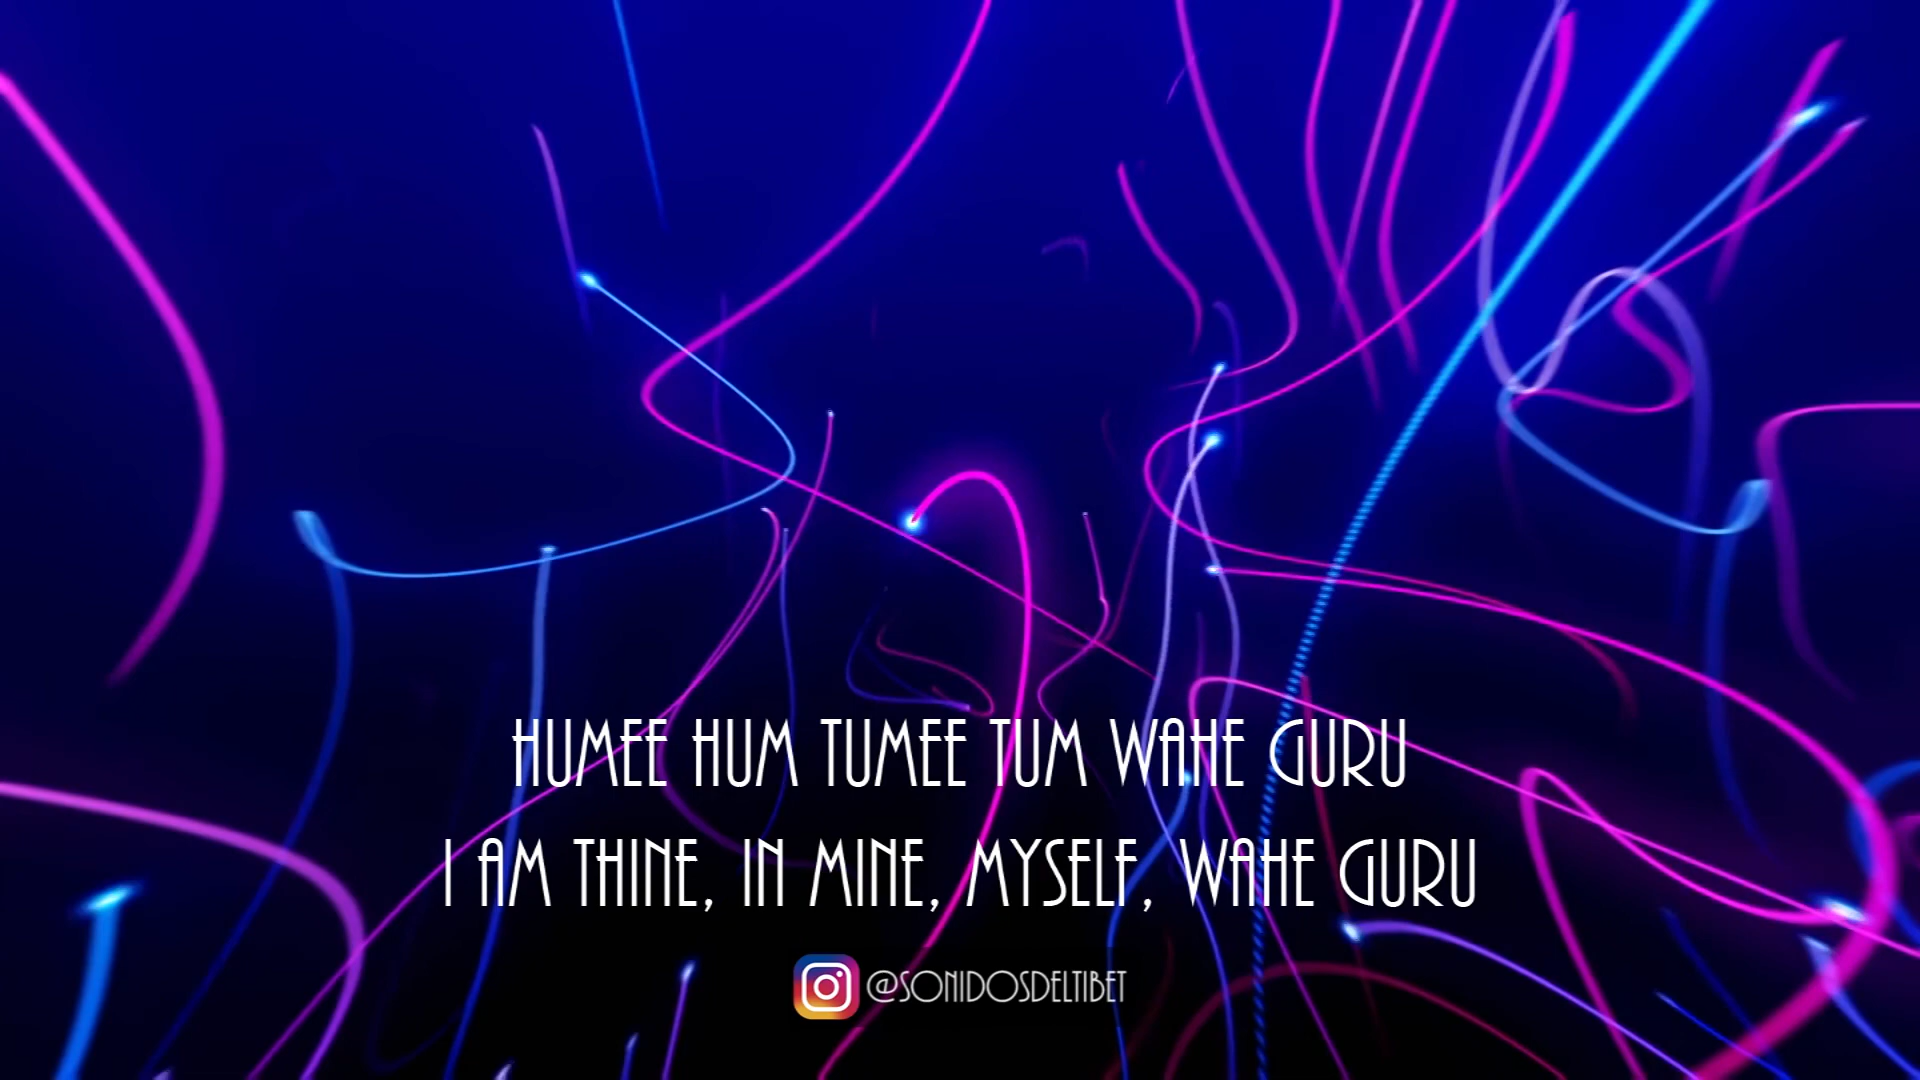 HUMEE HUM TUMEE TUM WAHE GURU
I AM THINE, IN MINE, MYSELF, WAHE GURU
@SONIDOSDELTIBET